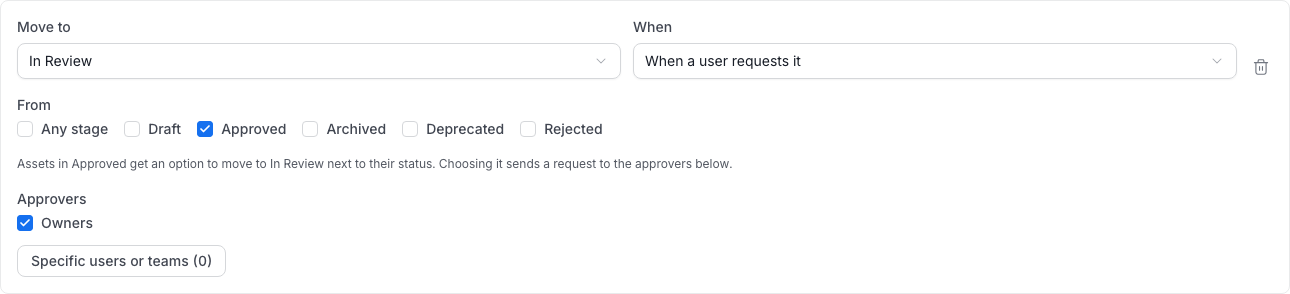 Move to
When
In Review
When a user requests it
From
Any stage Draft Approved Archived Deprecated Rejected
Assets in Approved get an option to move to In Review next to their status. Choosing it sends a request to the approvers below.
Approvers
Owners
Specific users or teams (0)